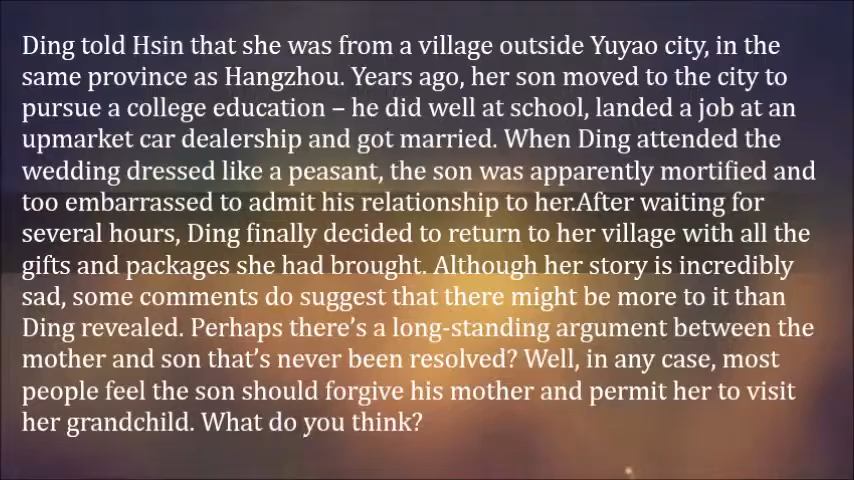 Ding told Hsin that she was from a village outside Yuyao city, in the
same province as Hangzhou. Years ago, her son moved to the city to
pursue a college education – he did well at school, landed a job at an
upmarket car dealership and got married. When Ding attended the
wedding dressed like a peasant, the son was apparently mortified and
too embarrassed to admit his relationship to her.After waiting for
several hours, Ding finally decided to return to her village with all the
gifts and packages she had brought. Although her story is incredibly
sad, some comments do suggest that there might be more to it than
Ding revealed. Perhaps there’s a long-standing argument between the
mother and son that’s never been resolved? Well, in any case, most
people feel the son should forgive his mother and permit her to visit
her grandchild. What do you think?